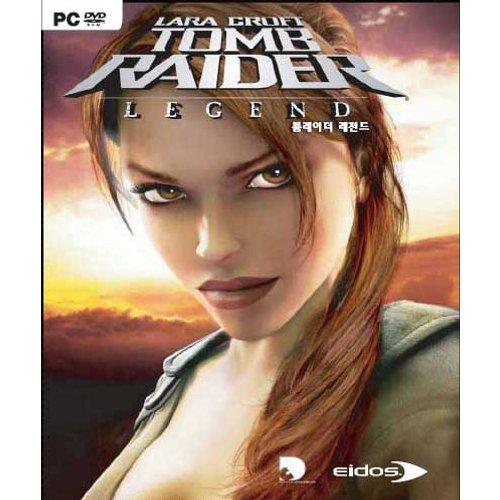 PC DVD
LARA CROFT
TOMB
RAIDER
LEGEND
툼레이더 레전드
eidos